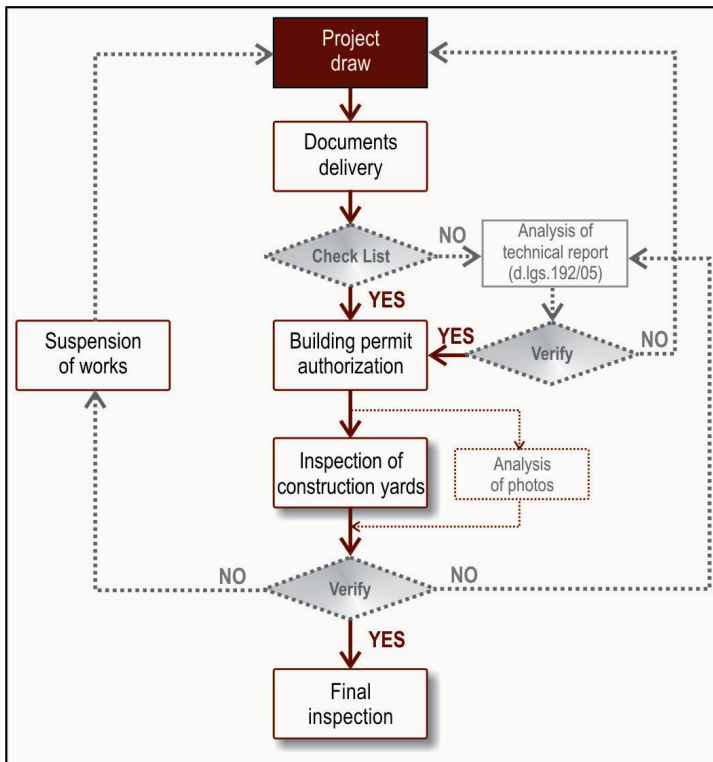 Project
draw
Documents
delivery
Check List
NO
Analysis of
technical report
(d.lgs.192/05)
YES
Suspension
of works
Building permit
authorization
YES
Verify
NO
Inspection of
construction yards
Analysis
of photos
NO
Verify
NO
YES
Final
inspection